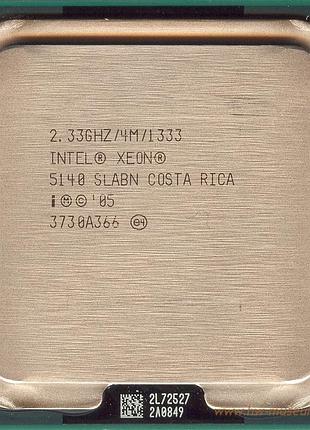 2.33GHZ/4M/1333
INTEL® XEON®
5140 SLABN COSTA RICA
i Ⓜ © '05
3730A366 e4
2L72527
2A0849